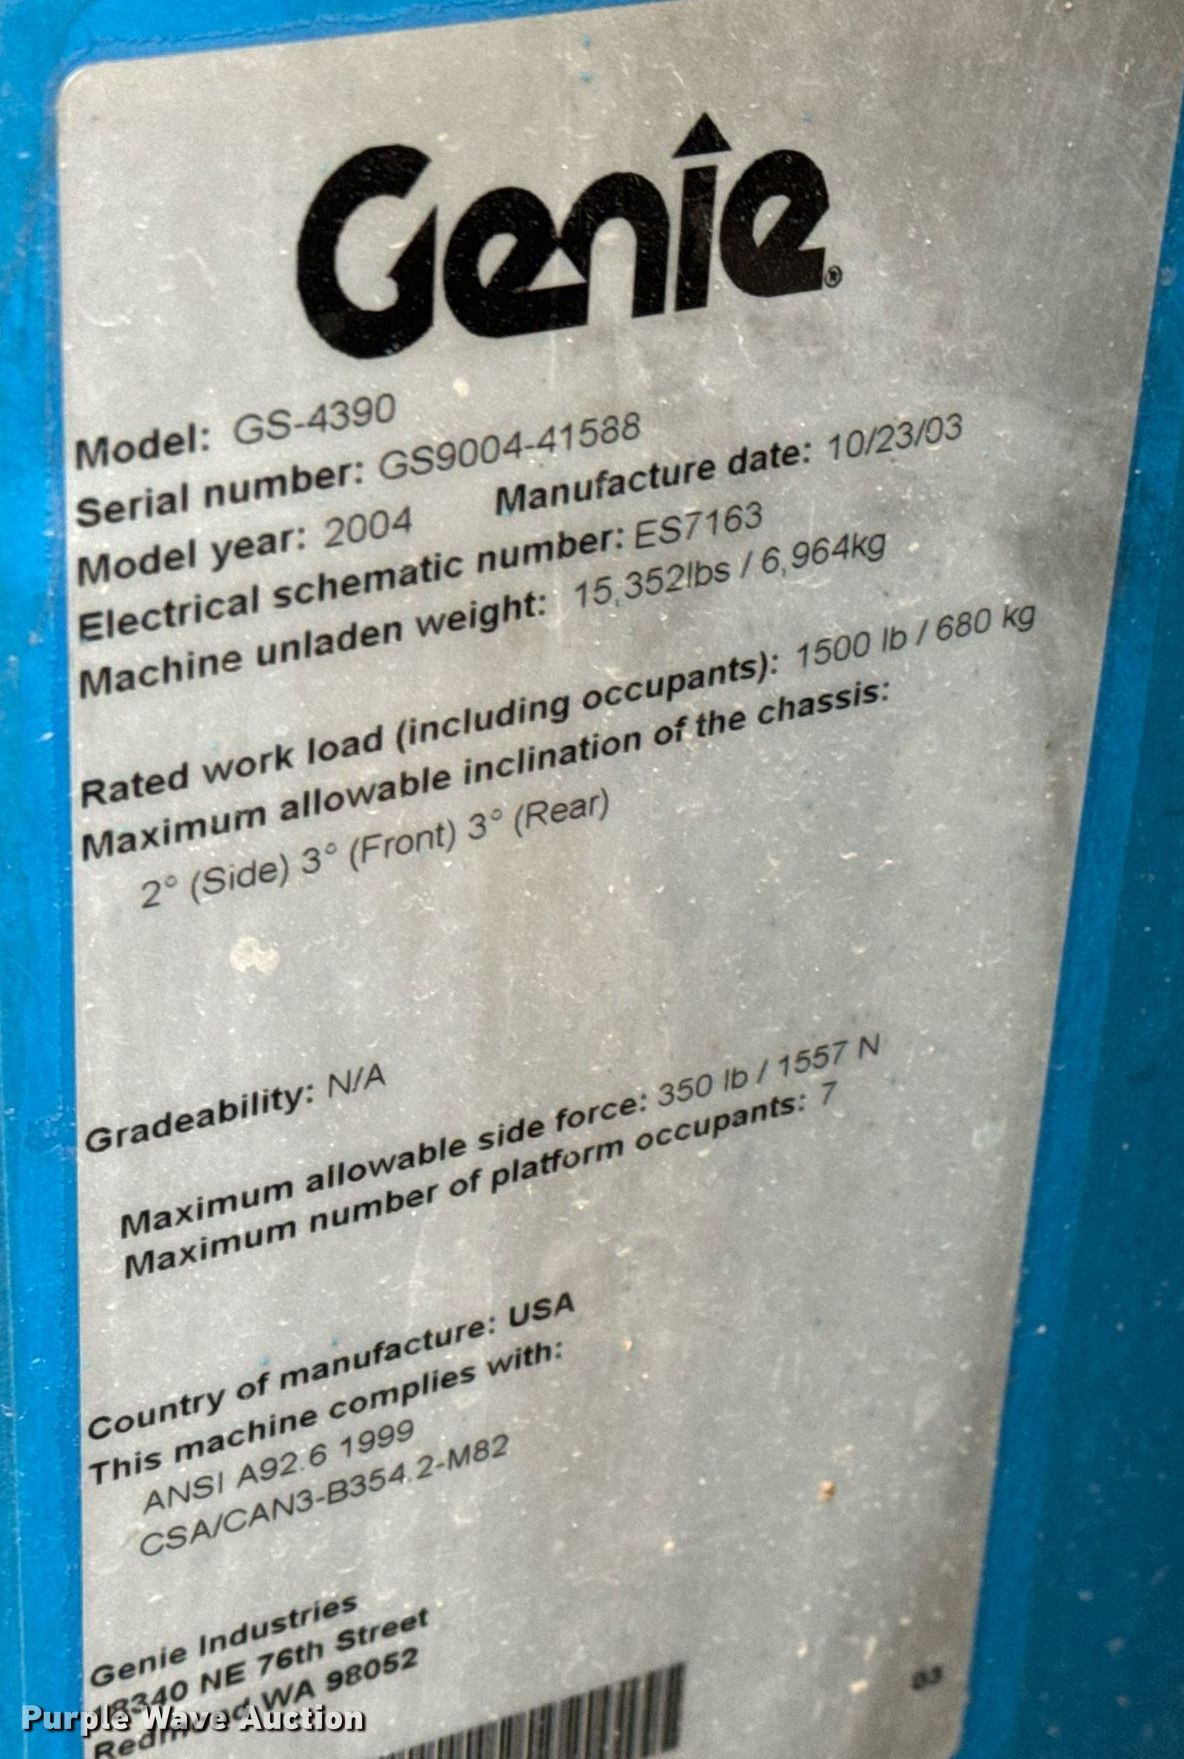 Genie®
Model: GS-4390
Serial number: GS9004-41588
Model year: 2004 Manufacture date: 10/23/03
Electrical schematic number: ES7163
Machine unladen weight: 15,352lbs / 6,964kg
Rated work load (including occupants): 1500 lb / 680 kg
Maximum allowable inclination of the chassis:
2° (Side) 3° (Front) 3° (Rear)
Gradeability: N/A
Maximum allowable side force: 350 lb / 1557 N
Maximum number of platform occupants: 7
Country of manufacture: USA
This machine complies with:
ANSI A92.6 1999
CSA/CAN3-B354.2-M82
Genie Industries
18340 NE 76th Street
Redmond WA 98052
03
Purple Wave Auction